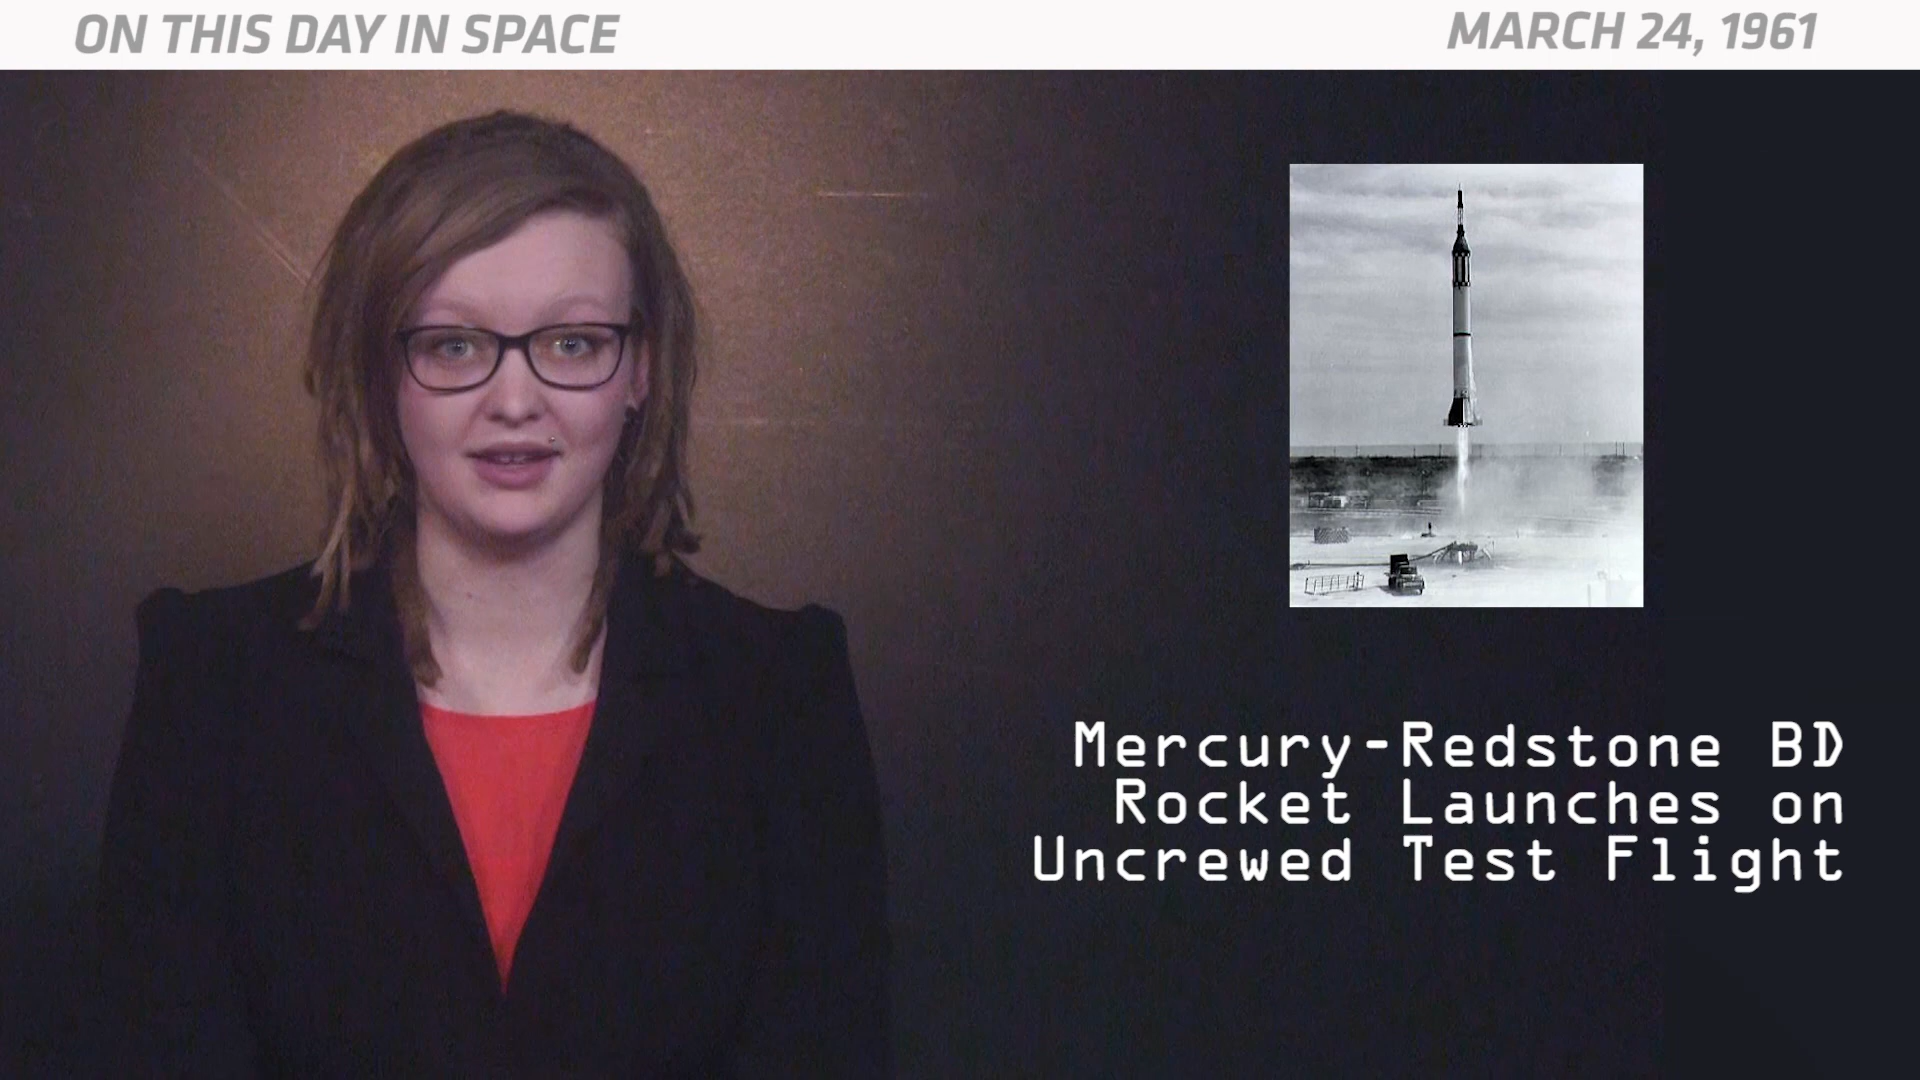 ON THIS DAY IN SPACE
MARCH 24, 1961
Mercury-Redstone BD
Rocket Launches on
Uncrewed Test Flight